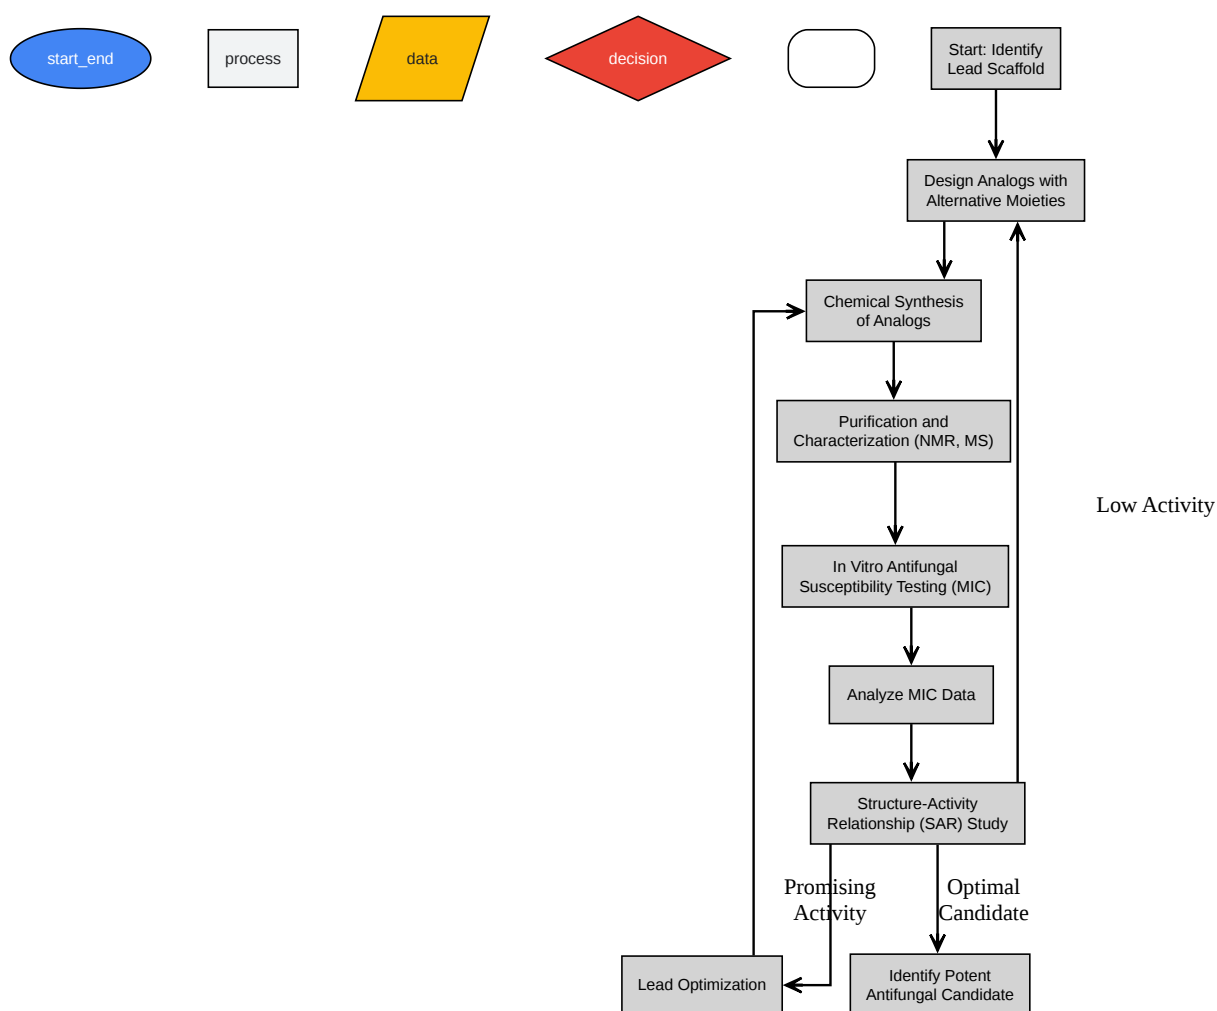 start_end
process
data
decision
Start: Identify
Lead Scaffold
Design Analogs with
Alternative Moieties
Chemical Synthesis
of Analogs
Purification and
Characterization (NMR, MS)
Low Activity
In Vitro Antifungal
Susceptibility Testing (MIC)
Analyze MIC Data
Structure-Activity
Relationship (SAR) Study
Promising
Activity
Optimal
Candidate
Lead Optimization
Identify Potent
Antifungal Candidate